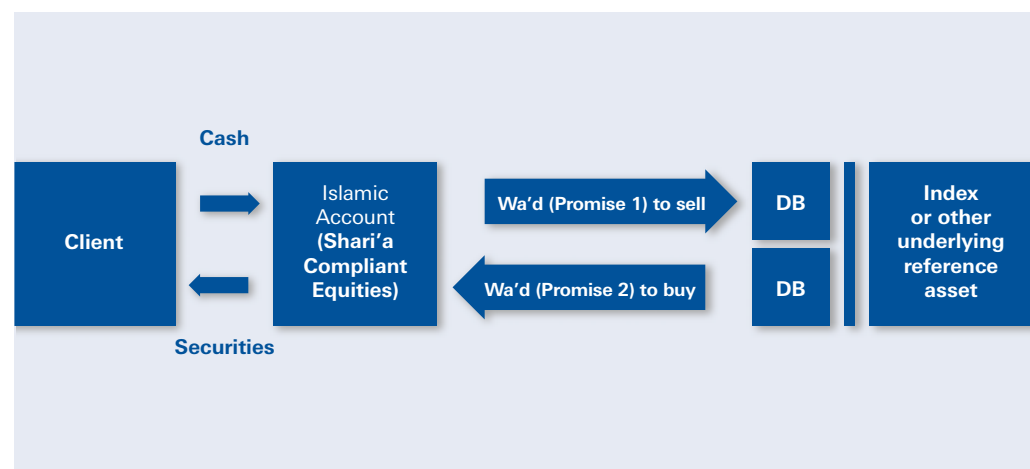 Cash
Client
Islamic
Account
(Shari’a
Compliant
Equities)
Securities
Wa’d (Promise 1) to sell
Wa’d (Promise 2) to buy
DB
DB
Index
or other
underlying
reference
asset